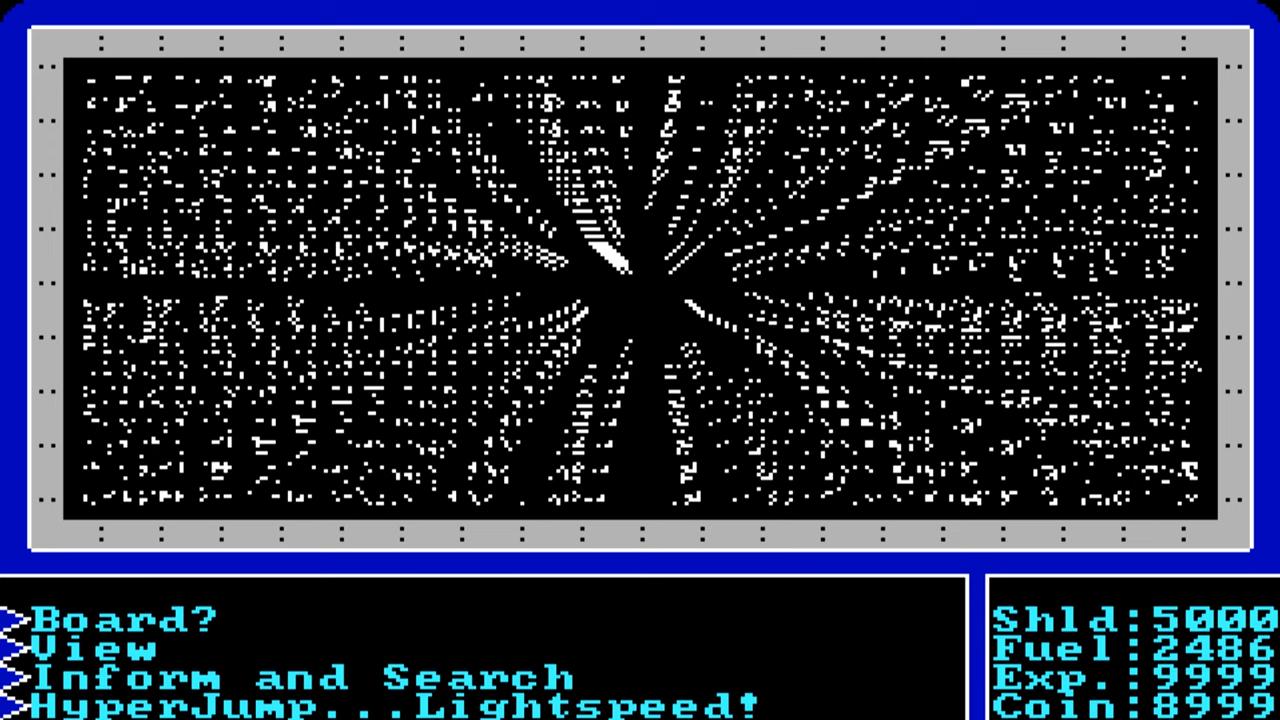 Board?
View
Inform and Search
HyperJump...Lightspeed!
Shld:5000
Fuel:2486
Exp.:9999
Coin:8999